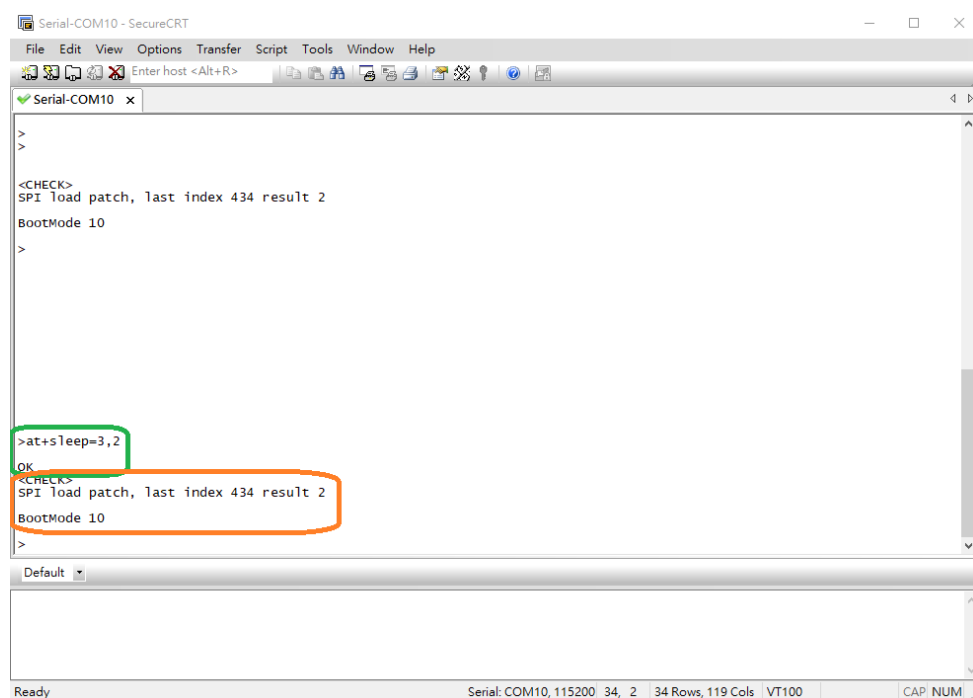 Serial-COM10 - SecureCRT
File Edit View Options Transfer Script Tools Window Help
Enter host <Alt+R>
Serial-COM10 x
>
>
<CHECK>
SPI load patch, last index 434 result 2
BootMode 10
>
>at+sleep=3,2
OK
<CHECK>
SPI load patch, last index 434 result 2
BootMode 10
>
Default
Ready Serial: COM10, 115200 34, 2 34 Rows, 119 Cols VT100 CAP NUM